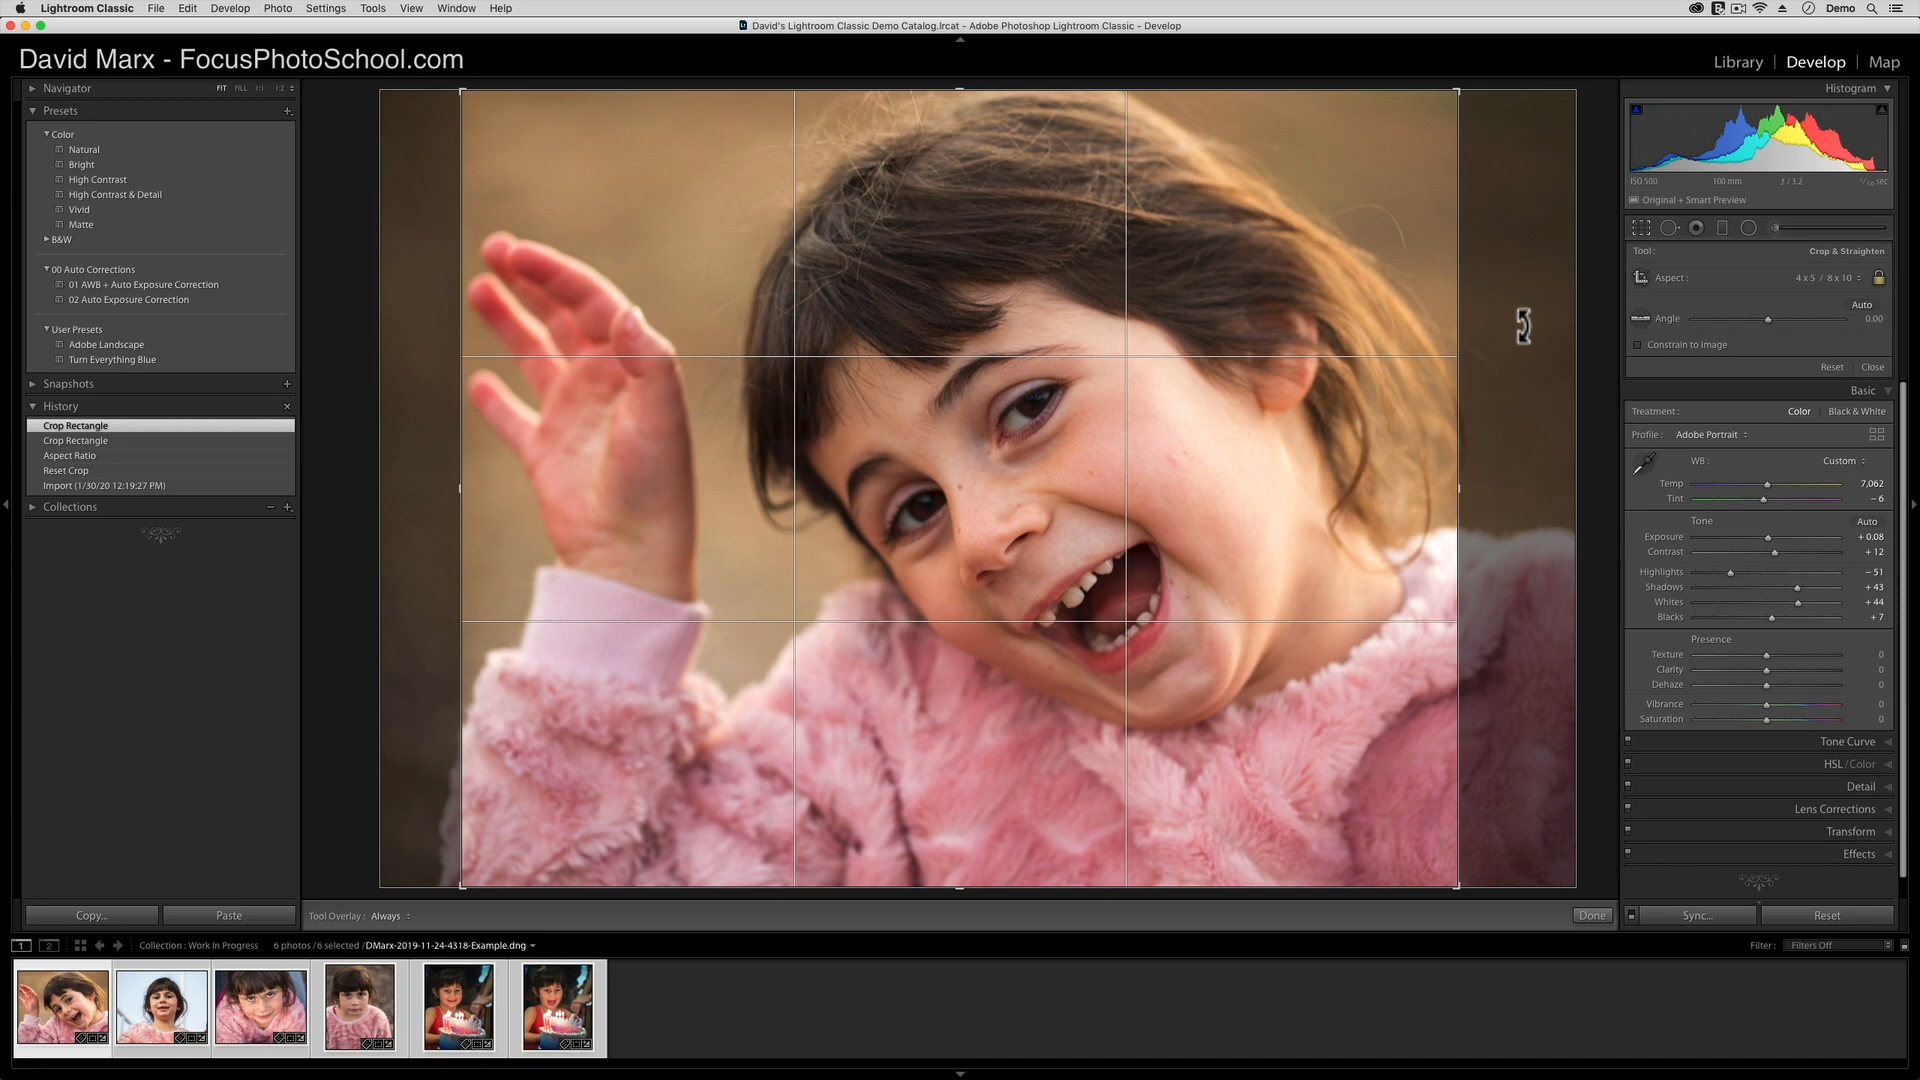 Lightroom Classic File Edit Develop Photo Settings Tools View Window Help Demo
David's Lightroom Classic Demo Catalog.lrcat - Adobe Photoshop Lightroom Classic - Develop
David Marx - FocusPhotoSchool.com
Library | Develop | Map
Navigator FIT FILL 1:1 1:2
Presets
Color
Natural
Bright
High Contrast
High Contrast & Detail
Vivid
Matte
B&W
00 Auto Corrections
01 AWB + Auto Exposure Correction
02 Auto Exposure Correction
User Presets
Adobe Landscape
Turn Everything Blue
Snapshots
History
Crop Rectangle
Crop Rectangle
Aspect Ratio
Reset Crop
Import (1/30/20 12:19:27 PM)
Collections
Copy... Paste
Tool Overlay : Always
Done
Histogram
ISO 500 100 mm ƒ / 3.2 sec
Original + Smart Preview
Tool : Crop & Straighten
Aspect : 4 x 5 / 8 x 10
Auto
Angle 0.00
Constrain to Image
Reset Close
Basic
Treatment : Color Black & White
Profile : Adobe Portrait
WB : Custom
Temp 7,062
Tint – 6
Tone Auto
Exposure + 0.08
Contrast + 12
Highlights – 51
Shadows + 43
Whites + 44
Blacks + 7
Presence
Texture 0
Clarity 0
Dehaze 0
Vibrance 0
Saturation 0
Tone Curve
HSL / Color
Detail
Lens Corrections
Transform
Effects
Sync... Reset
1 2 Collection : Work In Progress 6 photos / 6 selected / DMarx-2019-11-24-4318-Example.dng Filter : Filters Off